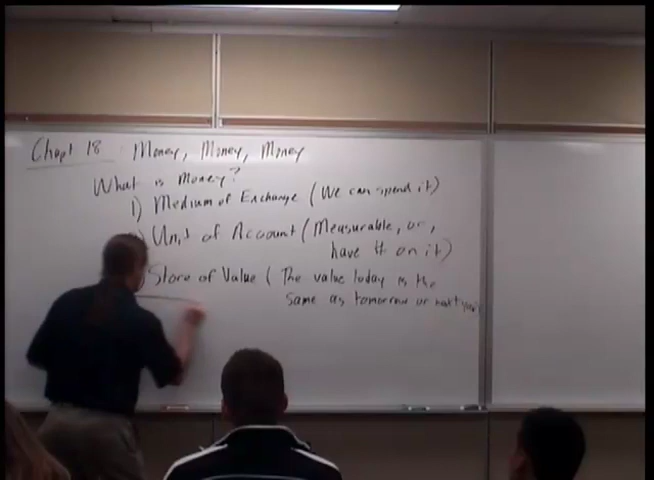 Chapt 18 Money, Money, Money
What is Money?
1) Medium of Exchange (We can spend it)
) Unit of Account (Measurable, or,
have # on it)
Store of Value ( The value today is the
same as tomorrow or next year